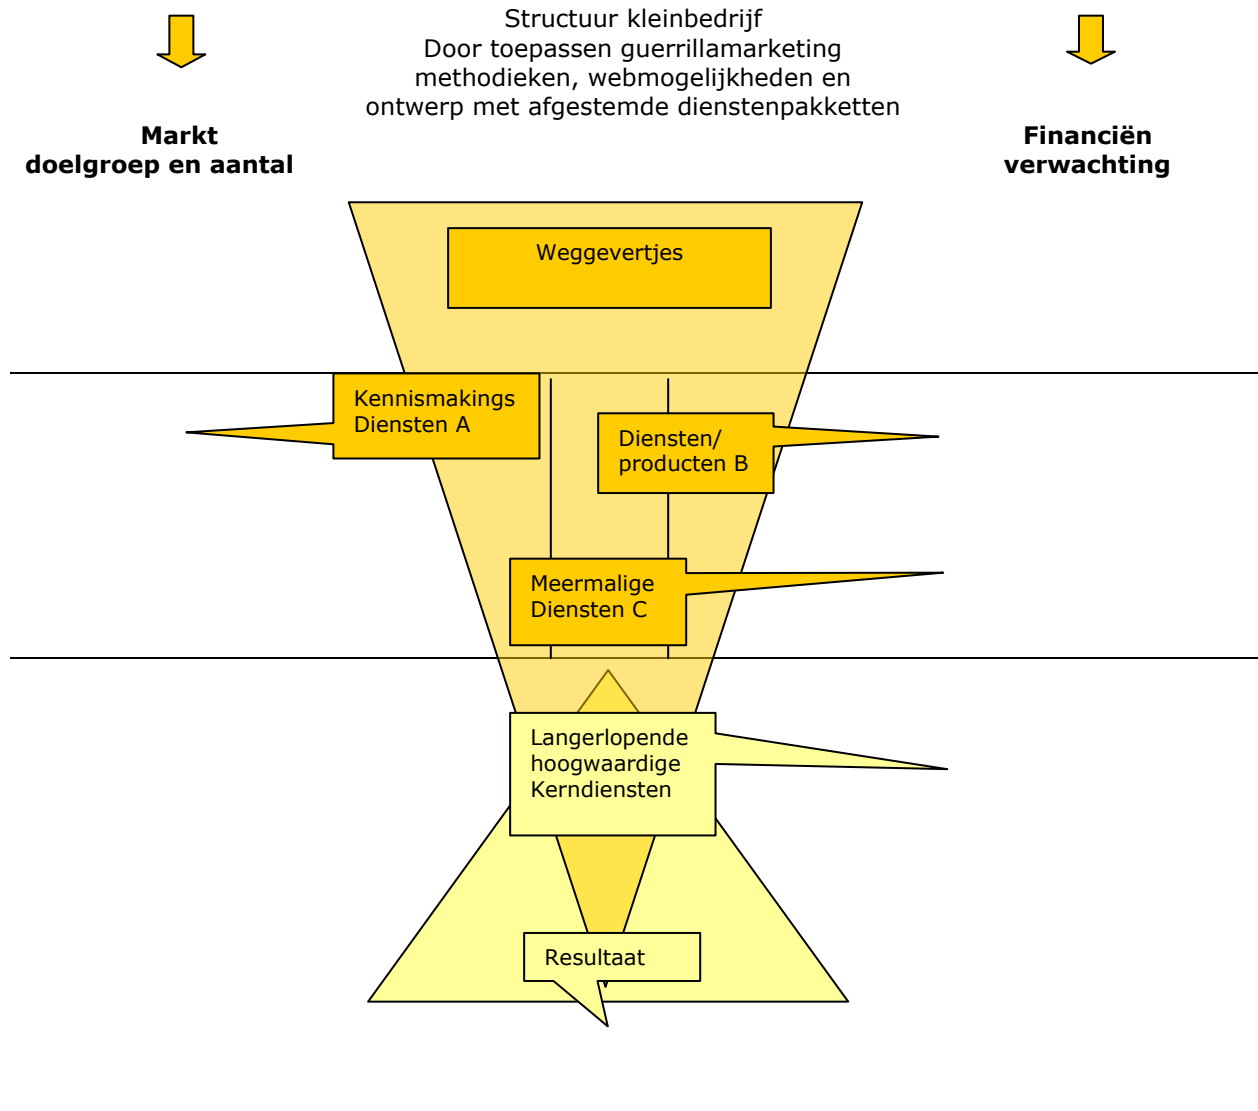 Structuur kleinbedrijf
Door toepassen guerrillamarketing
methodieken, webmogelijkheden en
ontwerp met afgestemde dienstenpakketten
Markt
doelgroep en aantal
Financiën
verwachting
Weggevertjes
Kennismakings
Diensten A
Diensten/
producten B
Meermalige
Diensten C
Langerlopende
hoogwaardige
Kerndiensten
Resultaat